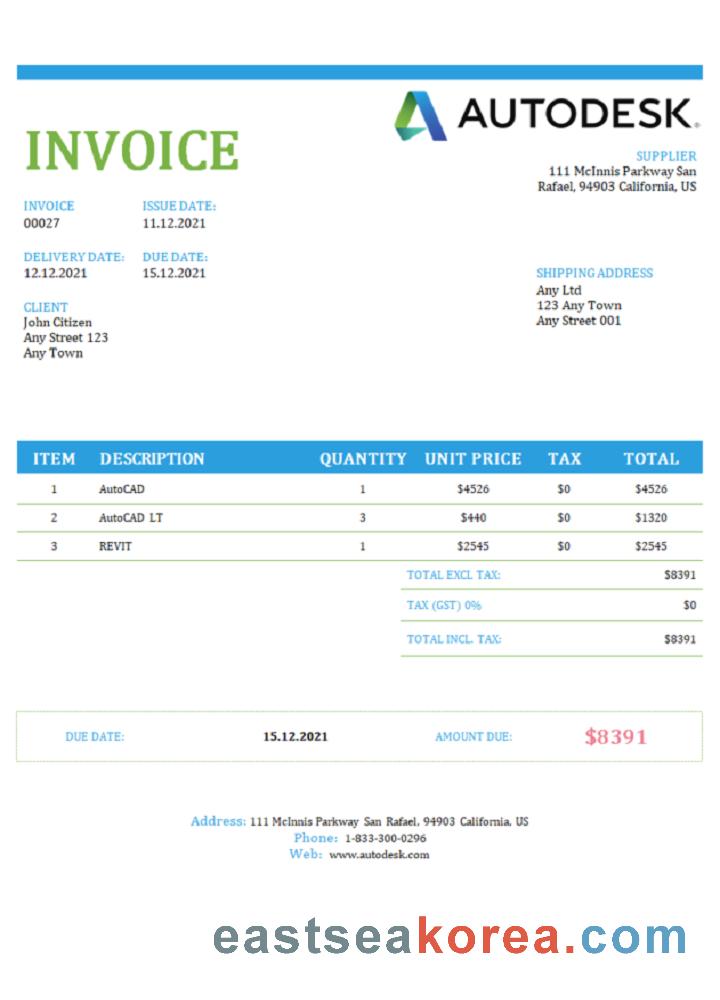 AUTODESK.
INVOICE
SUPPLIER
111 McInnis Parkway San
Rafael, 94903 California, US
INVOICE ISSUE DATE:
00027 11.12.2021
DELIVERY DATE: DUE DATE:
12.12.2021 15.12.2021
SHIPPING ADDRESS
Any Ltd
123 Any Town
Any Street 001
CLIENT
John Citizen
Any Street 123
Any Town
ITEM DESCRIPTION QUANTITY UNIT PRICE TAX TOTAL
1 AutoCAD 1 $4526 $0 $4526
2 AutoCAD LT 3 $440 $0 $1320
3 REVIT 1 $2545 $0 $2545
TOTAL EXCL TAX: $8391
TAX (GST) 0% $0
TOTAL INCL. TAX: $8391
DUE DATE: 15.12.2021 AMOUNT DUE: $8391
Address: 111 McInnis Parkway San Rafael, 94903 California, US
Phone: 1-833-300-0296
Web: www.autodesk.com
eastseakorea.com